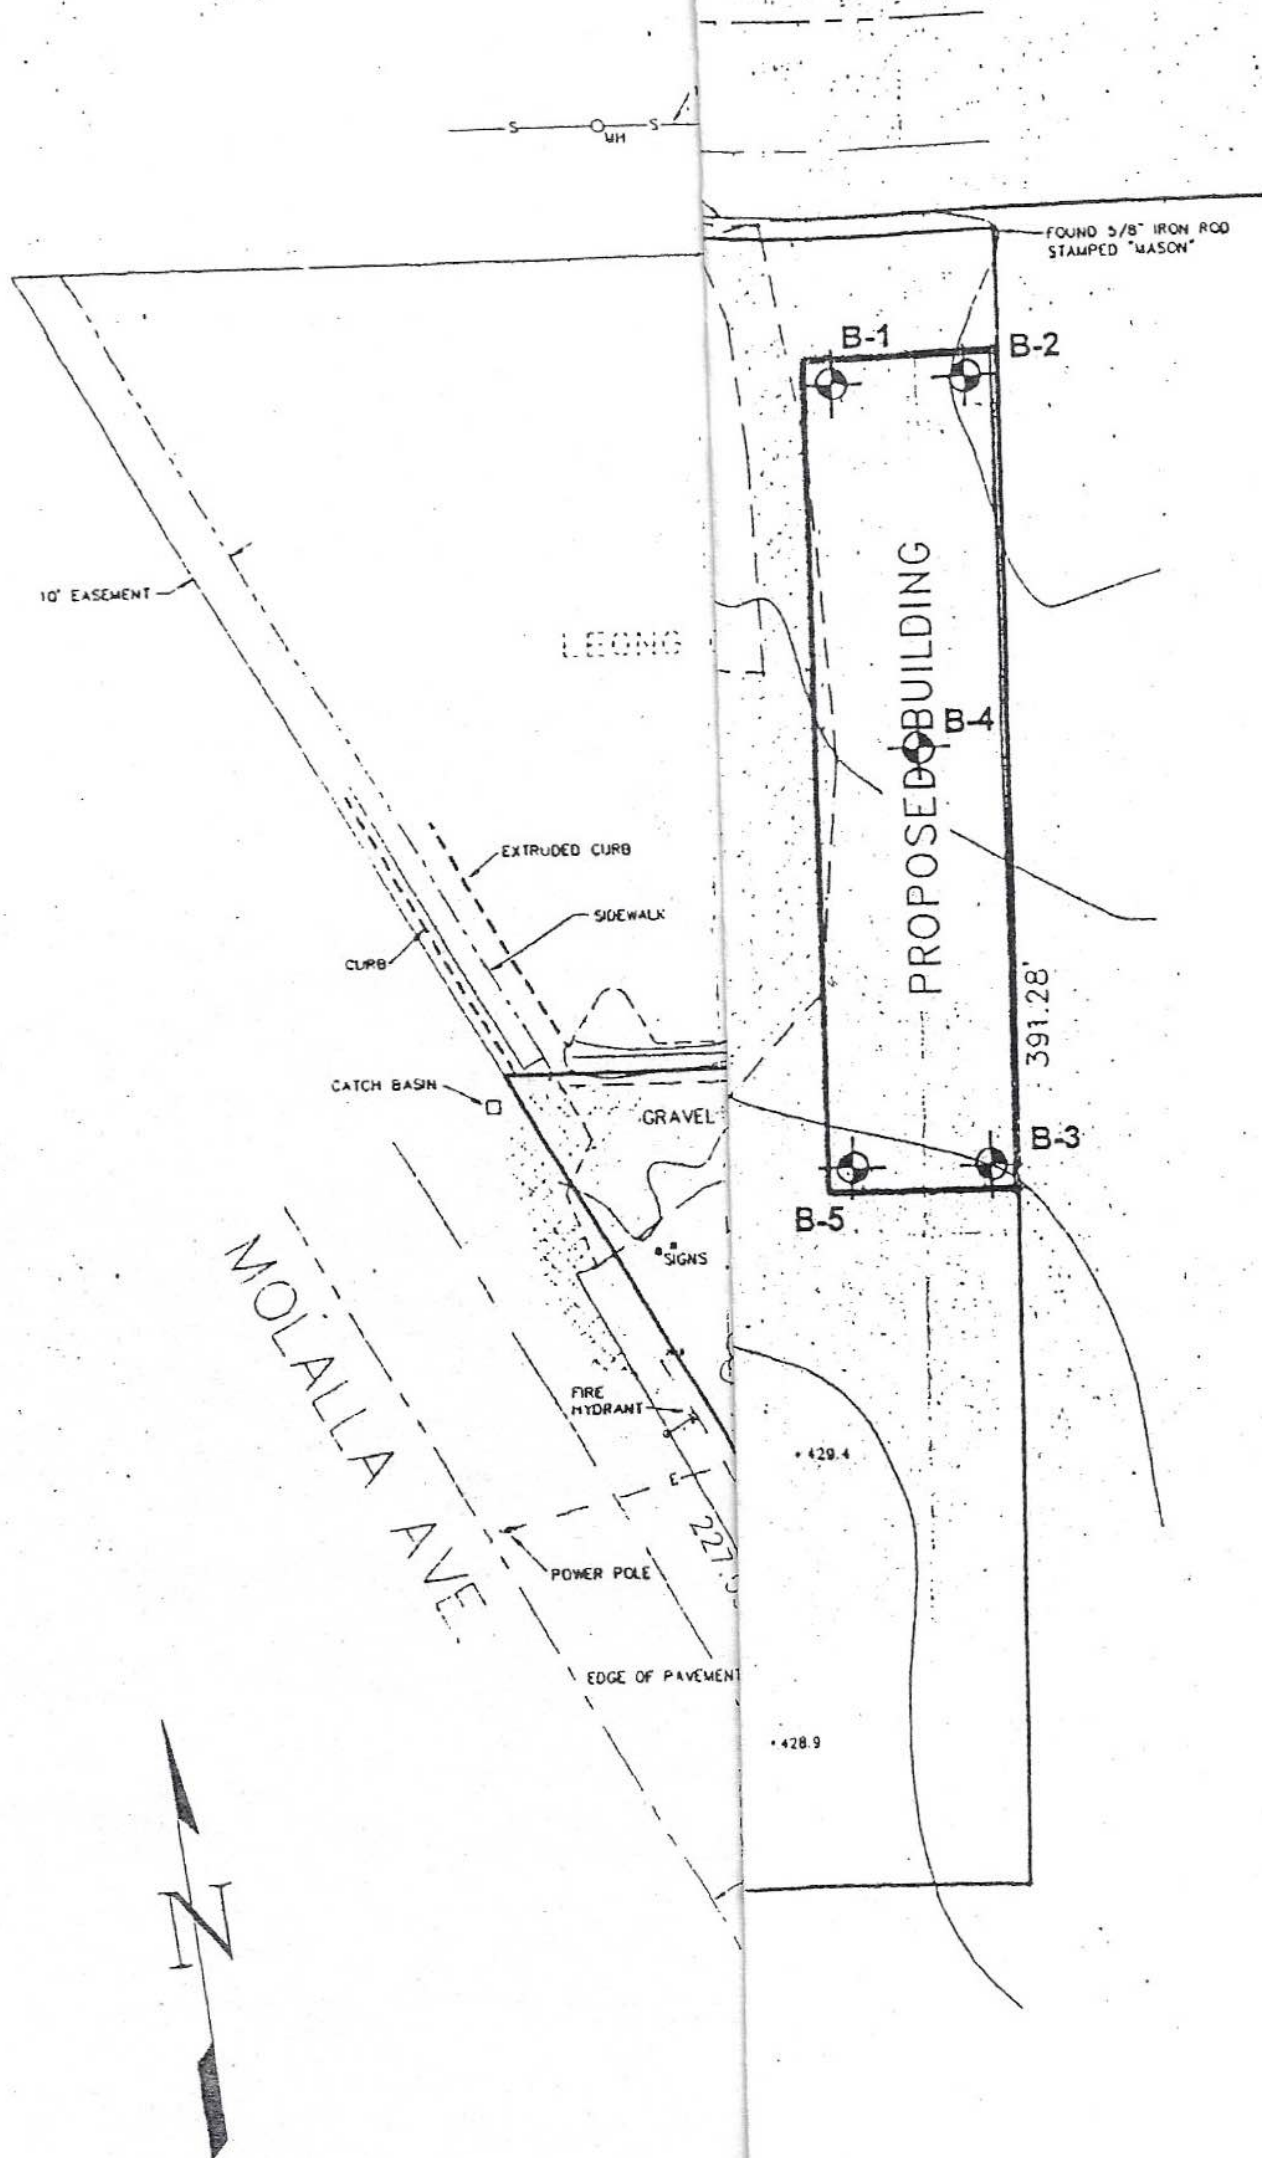 S
S
MH
FOUND 5/8" IRON ROD
STAMPED "MASON"
B-1
B-2
10' EASEMENT
LEONG
PROPOSED BUILDING
B-4
EXTRUDED CURB
SIDEWALK
CURB
391.28'
CATCH BASIN
GRAVEL
B-3
B-5
SIGNS
MOLALLA AVE.
FIRE
HYDRANT
429.4
E
227.
POWER POLE
EDGE OF PAVEMENT
428.9
N